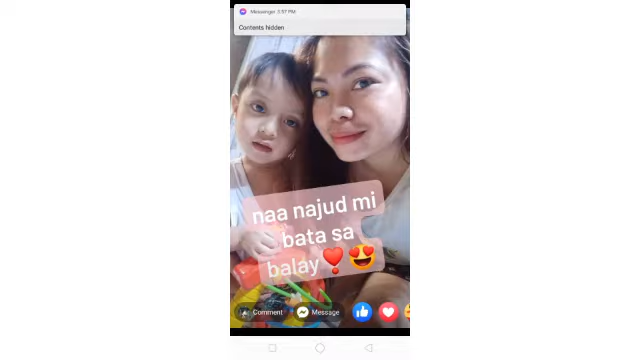 Messenger 3:57 PM
Contents hidden
naa najud mi
bata sa
balay
Comment
Message